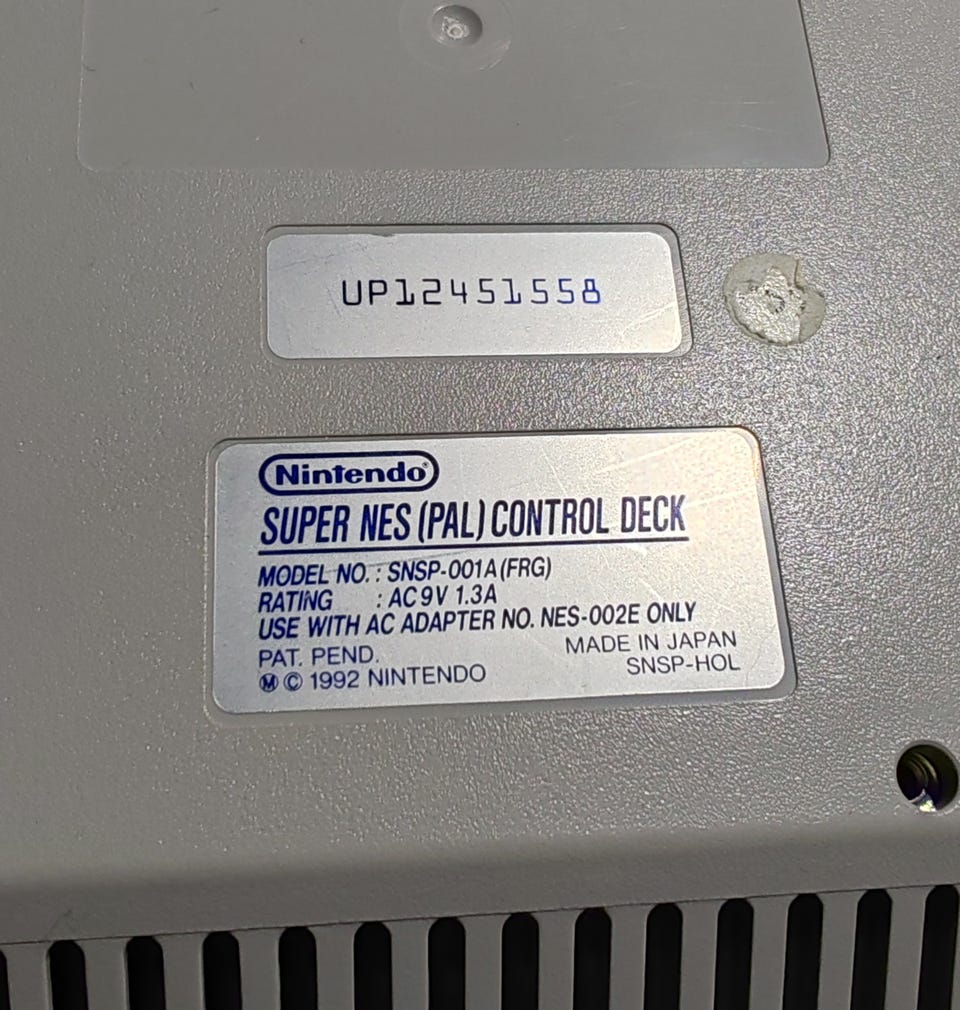 UP12451558
Nintendo®
SUPER NES (PAL) CONTROL DECK
MODEL NO. : SNSP-001A (FRG)
RATING : AC 9V 1.3A
USE WITH AC ADAPTER NO. NES-002E ONLY
PAT. PEND. MADE IN JAPAN
Ⓜ © 1992 NINTENDO SNSP-HOL